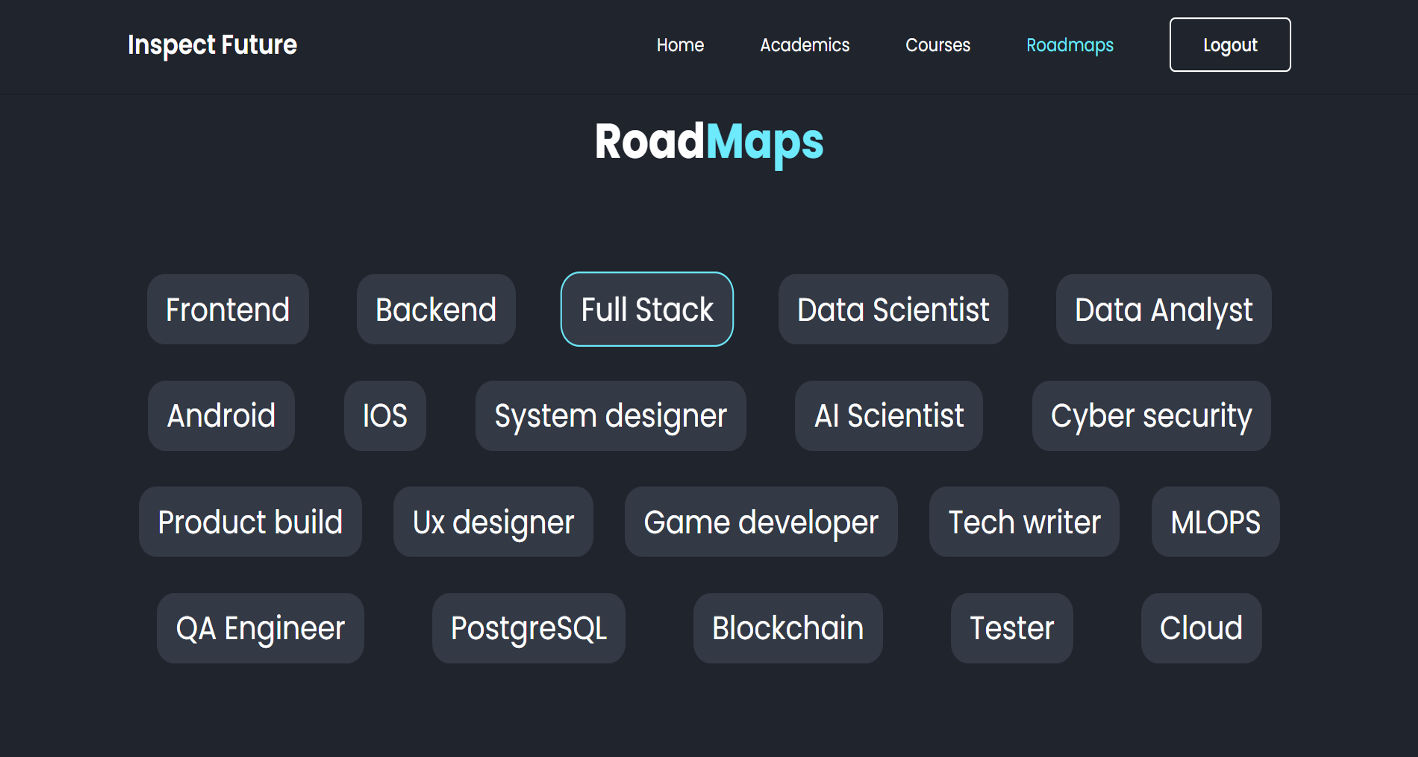 Inspect Future Home Academics Courses Roadmaps Logout
RoadMaps
Frontend Backend Full Stack Data Scientist Data Analyst
Android IOS System designer AI Scientist Cyber security
Product build Ux designer Game developer Tech writer MLOPS
QA Engineer PostgreSQL Blockchain Tester Cloud